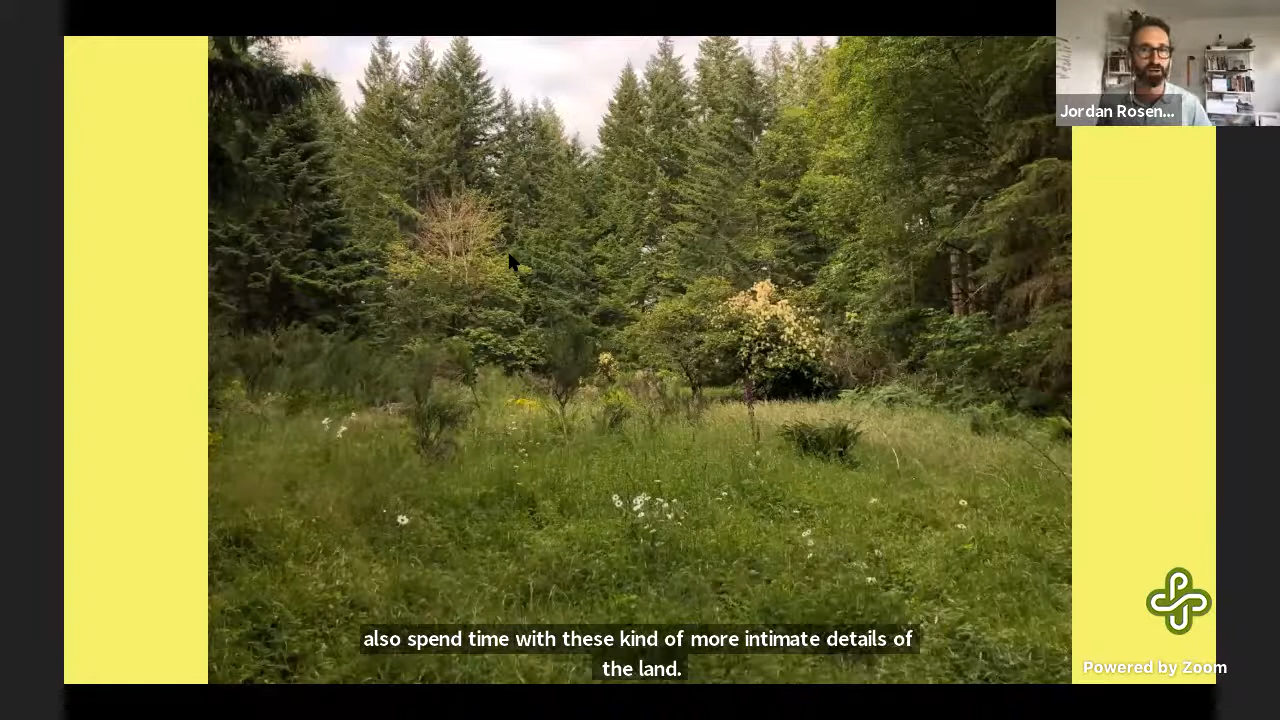 Jordan Rosen...
also spend time with these kind of more intimate details of
the land.
Powered by Zoom